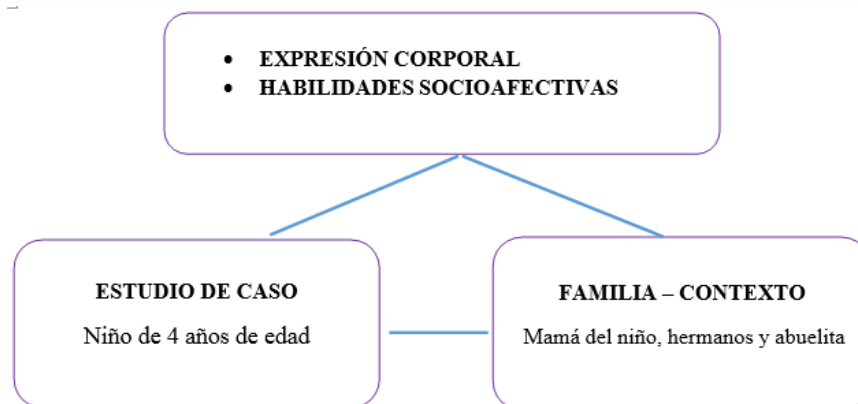 • EXPRESIÓN CORPORAL
• HABILIDADES SOCIOAFECTIVAS
ESTUDIO DE CASO
Niño de 4 años de edad
FAMILIA – CONTEXTO
Mamá del niño, hermanos y abuelita